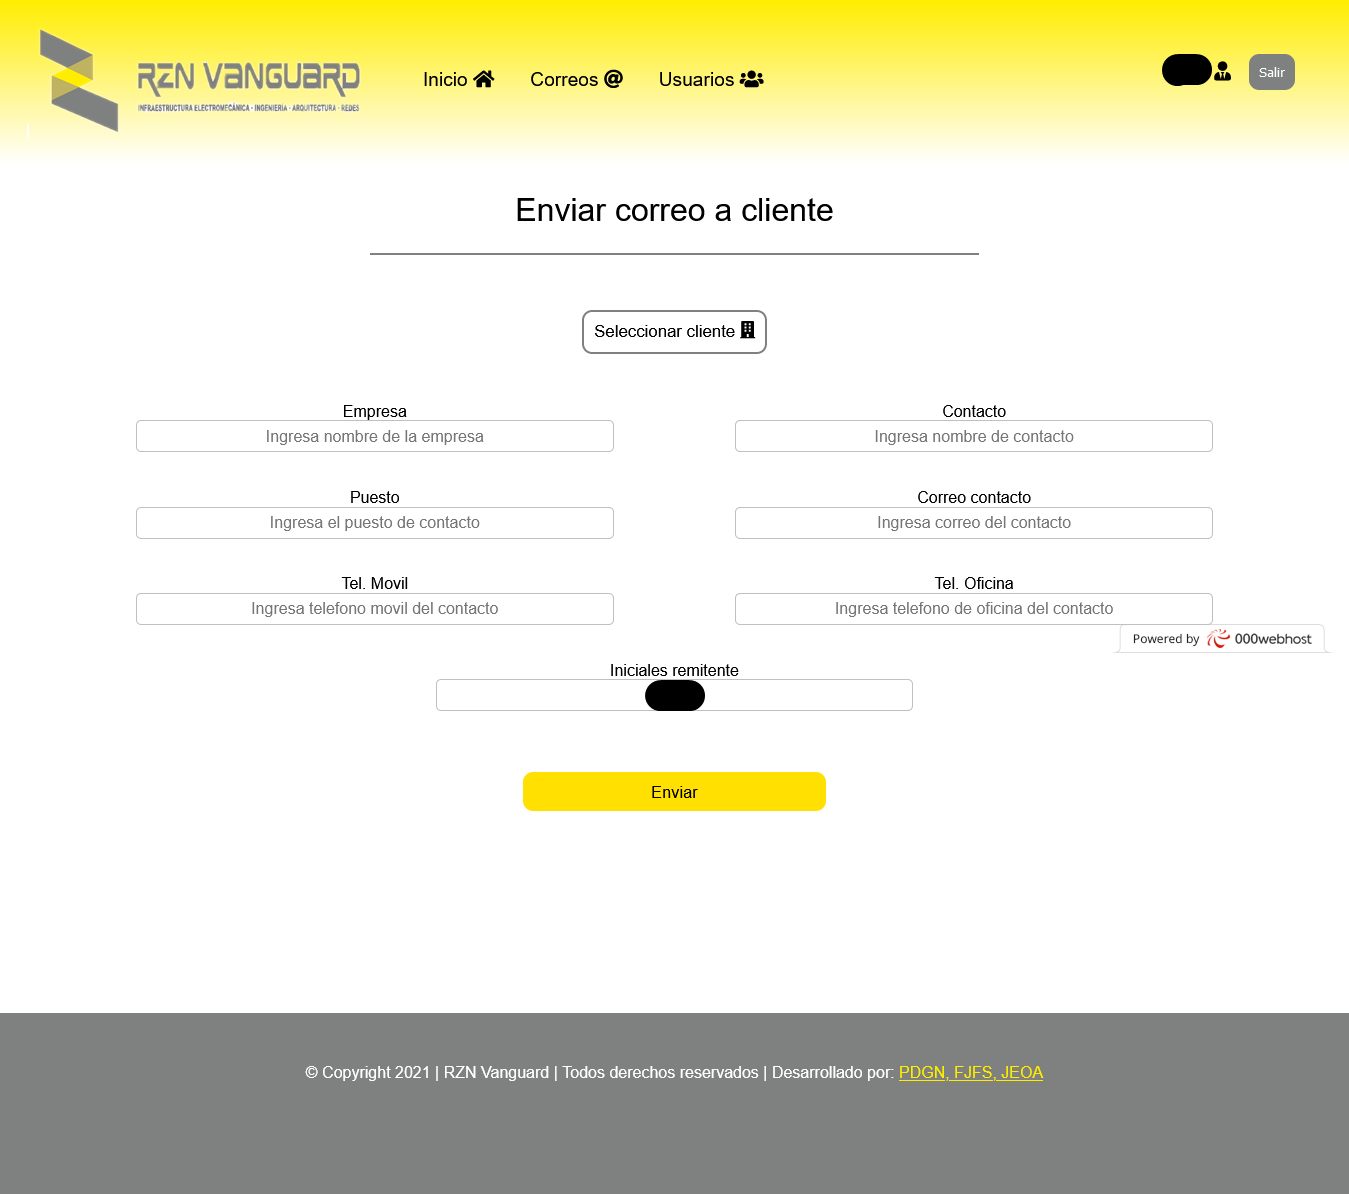 RZN VANGUARD
INFRAESTRUCTURA ELECTROMECÁNICA · INGENIERIA · ARQUITECTURA · REDES
Inicio
Correos @
Usuarios
Salir
Enviar correo a cliente
Seleccionar cliente
Empresa
Ingresa nombre de la empresa
Contacto
Ingresa nombre de contacto
Puesto
Ingresa el puesto de contacto
Correo contacto
Ingresa correo del contacto
Tel. Movil
Ingresa telefono movil del contacto
Tel. Oficina
Ingresa telefono de oficina del contacto
Powered by 000webhost
Iniciales remitente
Enviar
© Copyright 2021 | RZN Vanguard | Todos derechos reservados | Desarrollado por: PDGN, FJFS, JEOA